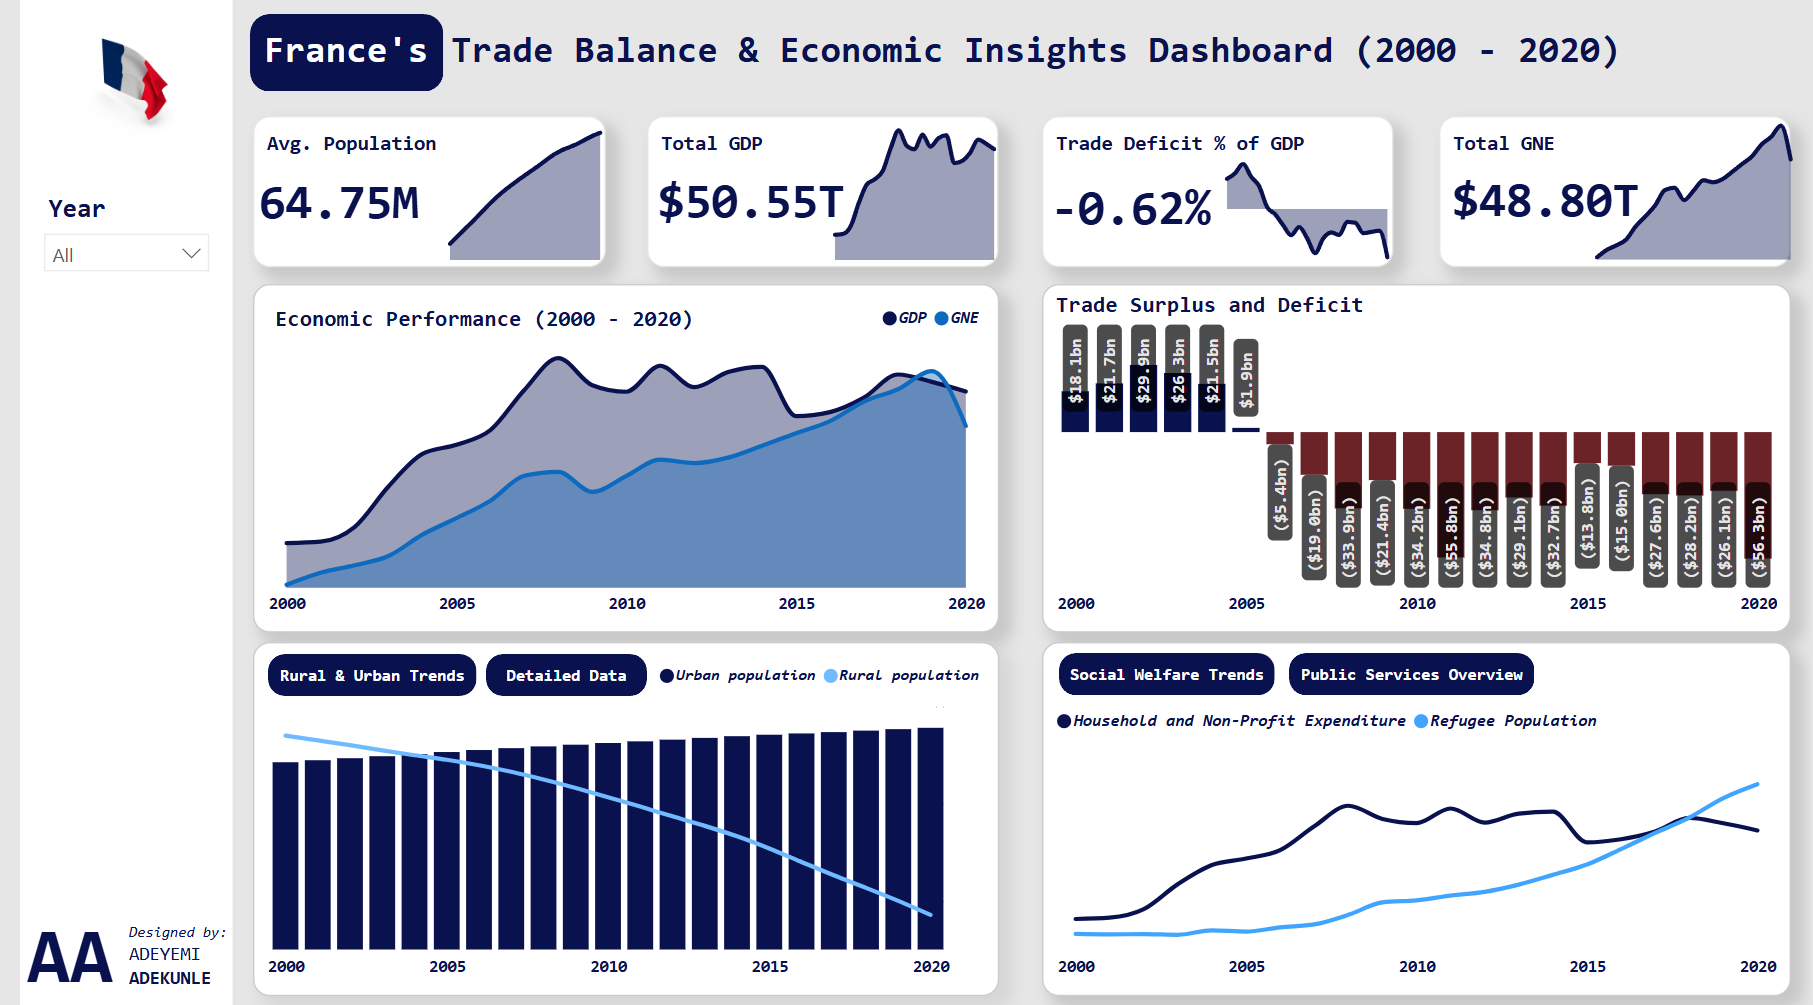 France's Trade Balance & Economic Insights Dashboard (2000 - 2020)
Year
All
Avg. Population
64.75M
Total GDP
$50.55T
Trade Deficit % of GDP
-0.62%
Total GNE
$48.80T
Economic Performance (2000 - 2020)
GDP GNE
2000 2005 2010 2015 2020
Trade Surplus and Deficit
$18.1bn
$21.7bn
$29.9bn
$26.3bn
$21.5bn
$1.9bn
($5.4bn)
($19.0bn)
($33.9bn)
($21.4bn)
($34.2bn)
($55.8bn)
($34.8bn)
($29.1bn)
($32.7bn)
($13.8bn)
($15.0bn)
($27.6bn)
($28.2bn)
($26.1bn)
($56.3bn)
2000 2005 2010 2015 2020
Rural & Urban Trends Detailed Data Urban population Rural population
2000 2005 2010 2015 2020
Social Welfare Trends Public Services Overview
Household and Non-Profit Expenditure Refugee Population
2000 2005 2010 2015 2020
AA
Designed by:
ADEYEMI
ADEKUNLE